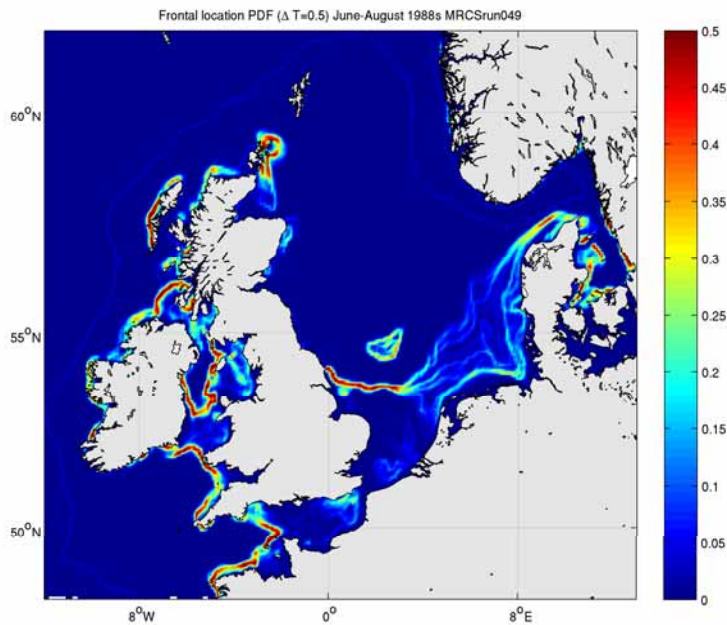 Frontal location PDF (Δ T=0.5) June-August 1988s MRCSrun049
60°N
55°N
50°N
8°W
0°
8°E
0.5
0.45
0.4
0.35
0.3
0.25
0.2
0.15
0.1
0.05
0